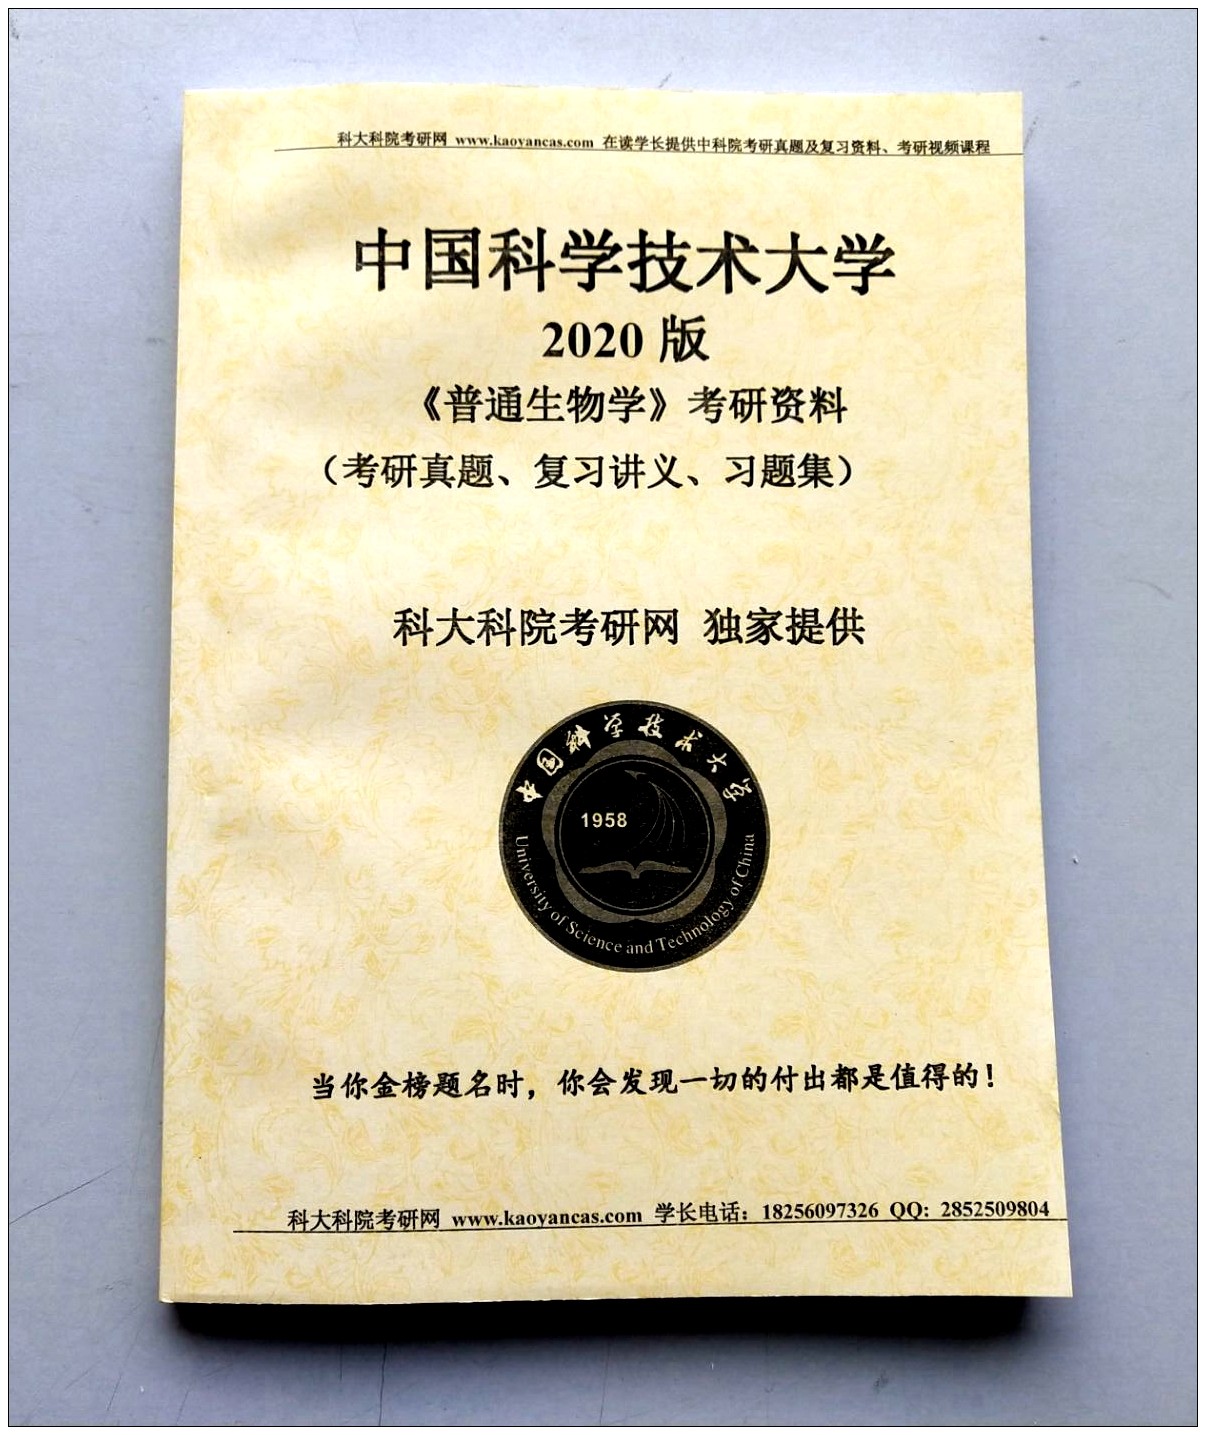 科大科院考研网 www.kaoyancas.com 在读学长提供中科院考研真题及复习资料、考研视频课程
中国科学技术大学
2020 版
《普通生物学》考研资料
（考研真题、复习讲义、习题集）
科大科院考研网 独家提供
中国科学技术大学
1958
University of Science and Technology of China
当你金榜题名时，你会发现一切的付出都是值得的！
科大科院考研网 www.kaoyancas.com 学长电话：18256097326 QQ：2852509804